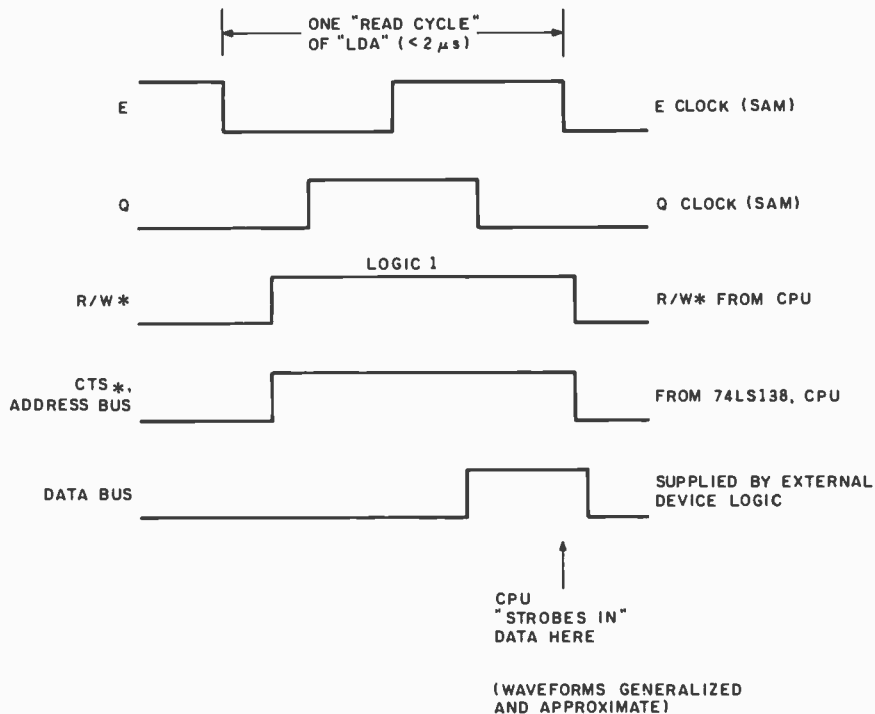 ONE "READ CYCLE"
OF "LDA" (<2 μs)
E
E CLOCK (SAM)
Q
Q CLOCK (SAM)
LOGIC 1
R/W*
R/W* FROM CPU
CTS*,
ADDRESS BUS
FROM 74LS138, CPU
DATA BUS
SUPPLIED BY EXTERNAL
DEVICE LOGIC
CPU
"STROBES IN"
DATA HERE
(WAVEFORMS GENERALIZED
AND APPROXIMATE)